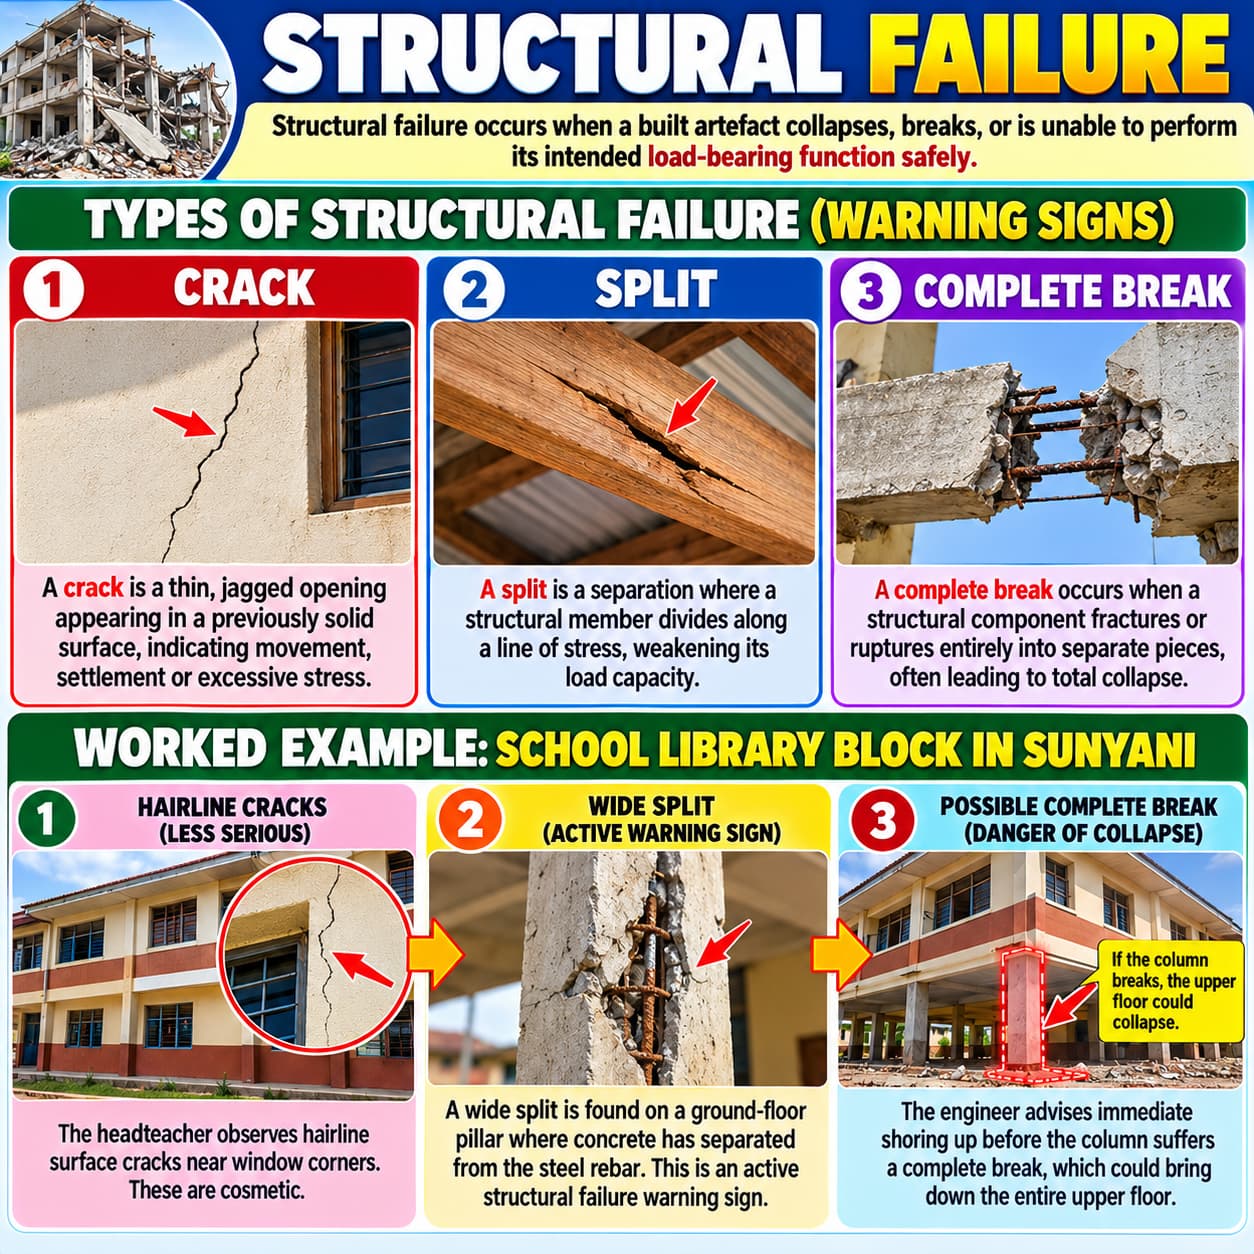 STRUCTURAL FAILURE
Structural failure occurs when a built artefact collapses, breaks, or is unable to perform
its intended load-bearing function safely.
TYPES OF STRUCTURAL FAILURE (WARNING SIGNS)
1 CRACK
A crack is a thin, jagged opening
appearing in a previously solid
surface, indicating movement,
settlement or excessive stress.
2 SPLIT
A split is a separation where a
structural member divides along
a line of stress, weakening its
load capacity.
3 COMPLETE BREAK
A complete break occurs when a
structural component fractures or
ruptures entirely into separate pieces,
often leading to total collapse.
WORKED EXAMPLE: SCHOOL LIBRARY BLOCK IN SUNYANI
1 HAIRLINE CRACKS
(LESS SERIOUS)
The headteacher observes hairline
surface cracks near window corners.
These are cosmetic.
2 WIDE SPLIT
(ACTIVE WARNING SIGN)
A wide split is found on a ground-floor
pillar where concrete has separated
from the steel rebar. This is an active
structural failure warning sign.
3 POSSIBLE COMPLETE BREAK
(DANGER OF COLLAPSE)
If the column
breaks, the upper
floor could
collapse.
The engineer advises immediate
shoring up before the column suffers
a complete break, which could bring
down the entire upper floor.